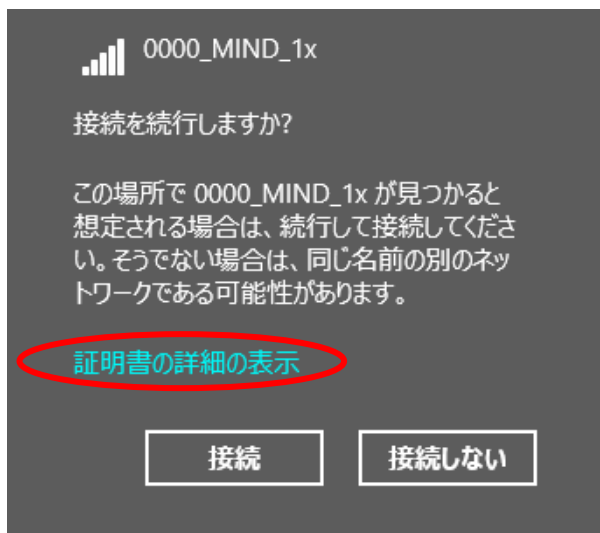 0000_MIND_1x
接続を続行しますか?
この場所で 0000_MIND_1x が見つかると
想定される場合は、続行して接続してくださ
い。そうでない場合は、同じ名前の別のネッ
トワークである可能性があります。
証明書の詳細の表示
接続
接続しない